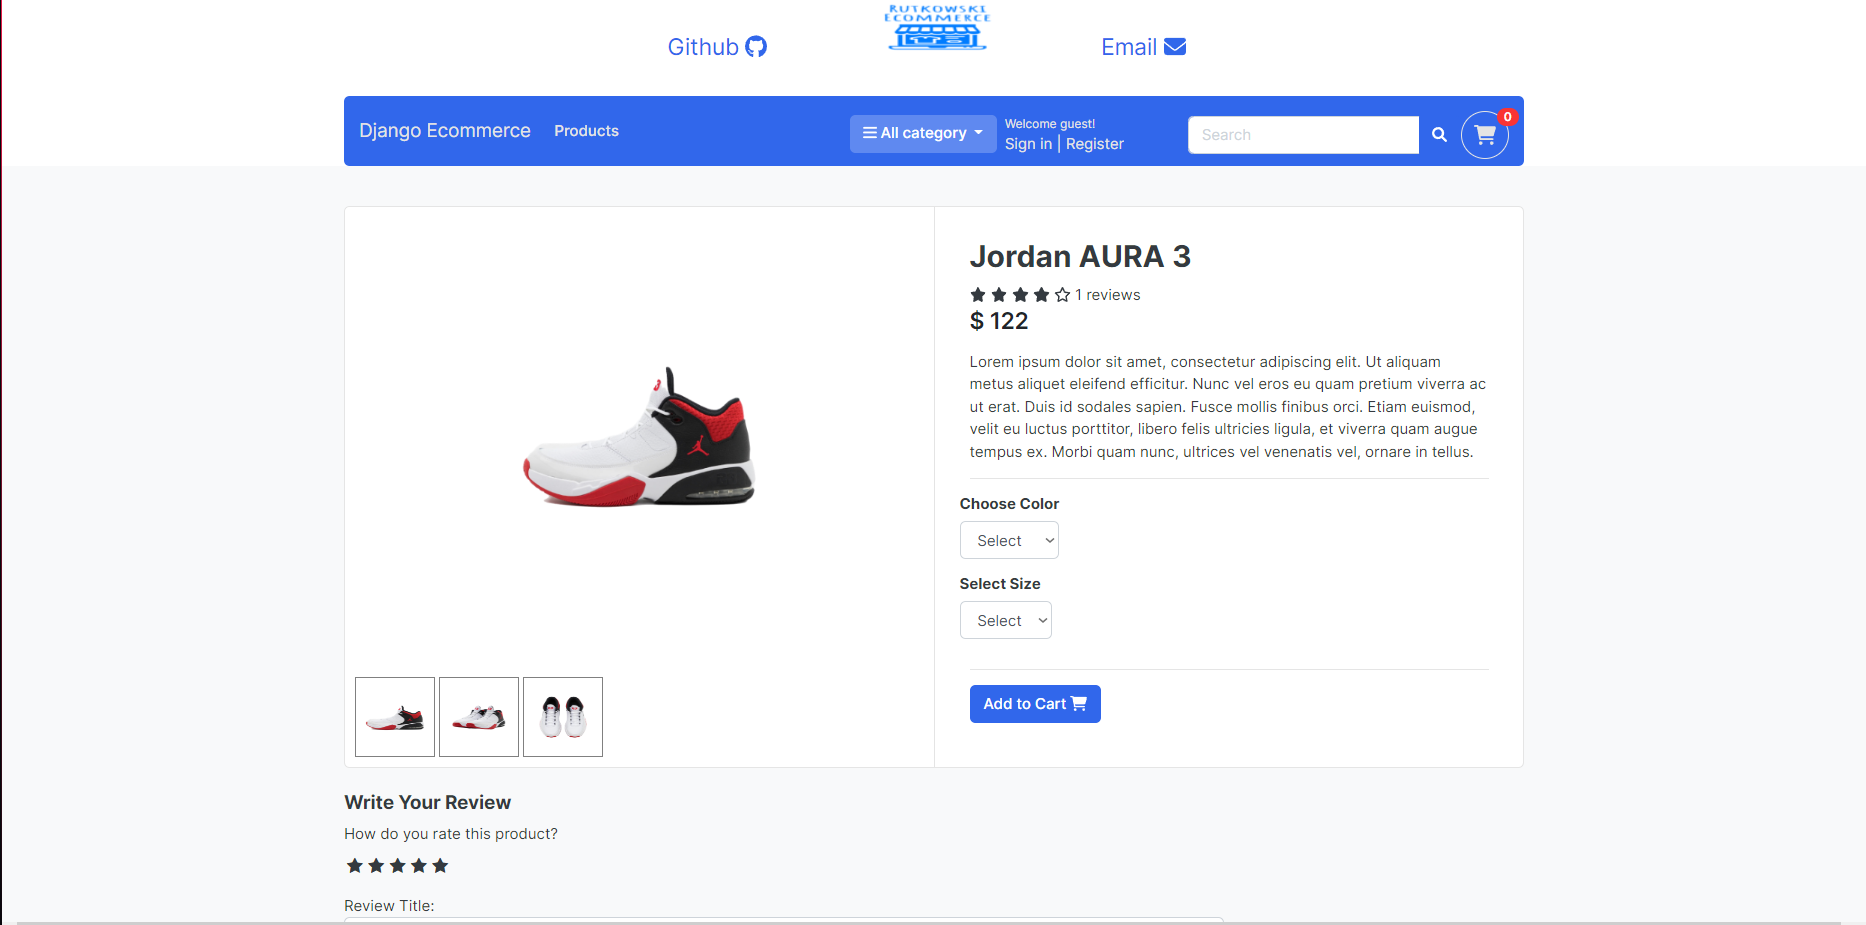 RUTKOWSKI
ECOMMERCE
Github
Email
Django Ecommerce
Products
All category
Welcome guest!
Sign in | Register
Search
0
Jordan AURA 3
1 reviews
$ 122
Lorem ipsum dolor sit amet, consectetur adipiscing elit. Ut aliquam
metus aliquet eleifend efficitur. Nunc vel eros eu quam pretium viverra ac
ut erat. Duis id sodales sapien. Fusce mollis finibus orci. Etiam euismod,
velit eu luctus porttitor, libero felis ultricies ligula, et viverra quam augue
tempus ex. Morbi quam nunc, ultrices vel venenatis vel, ornare in tellus.
Choose Color
Select
Select Size
Select
Add to Cart
Write Your Review
How do you rate this product?
Review Title: